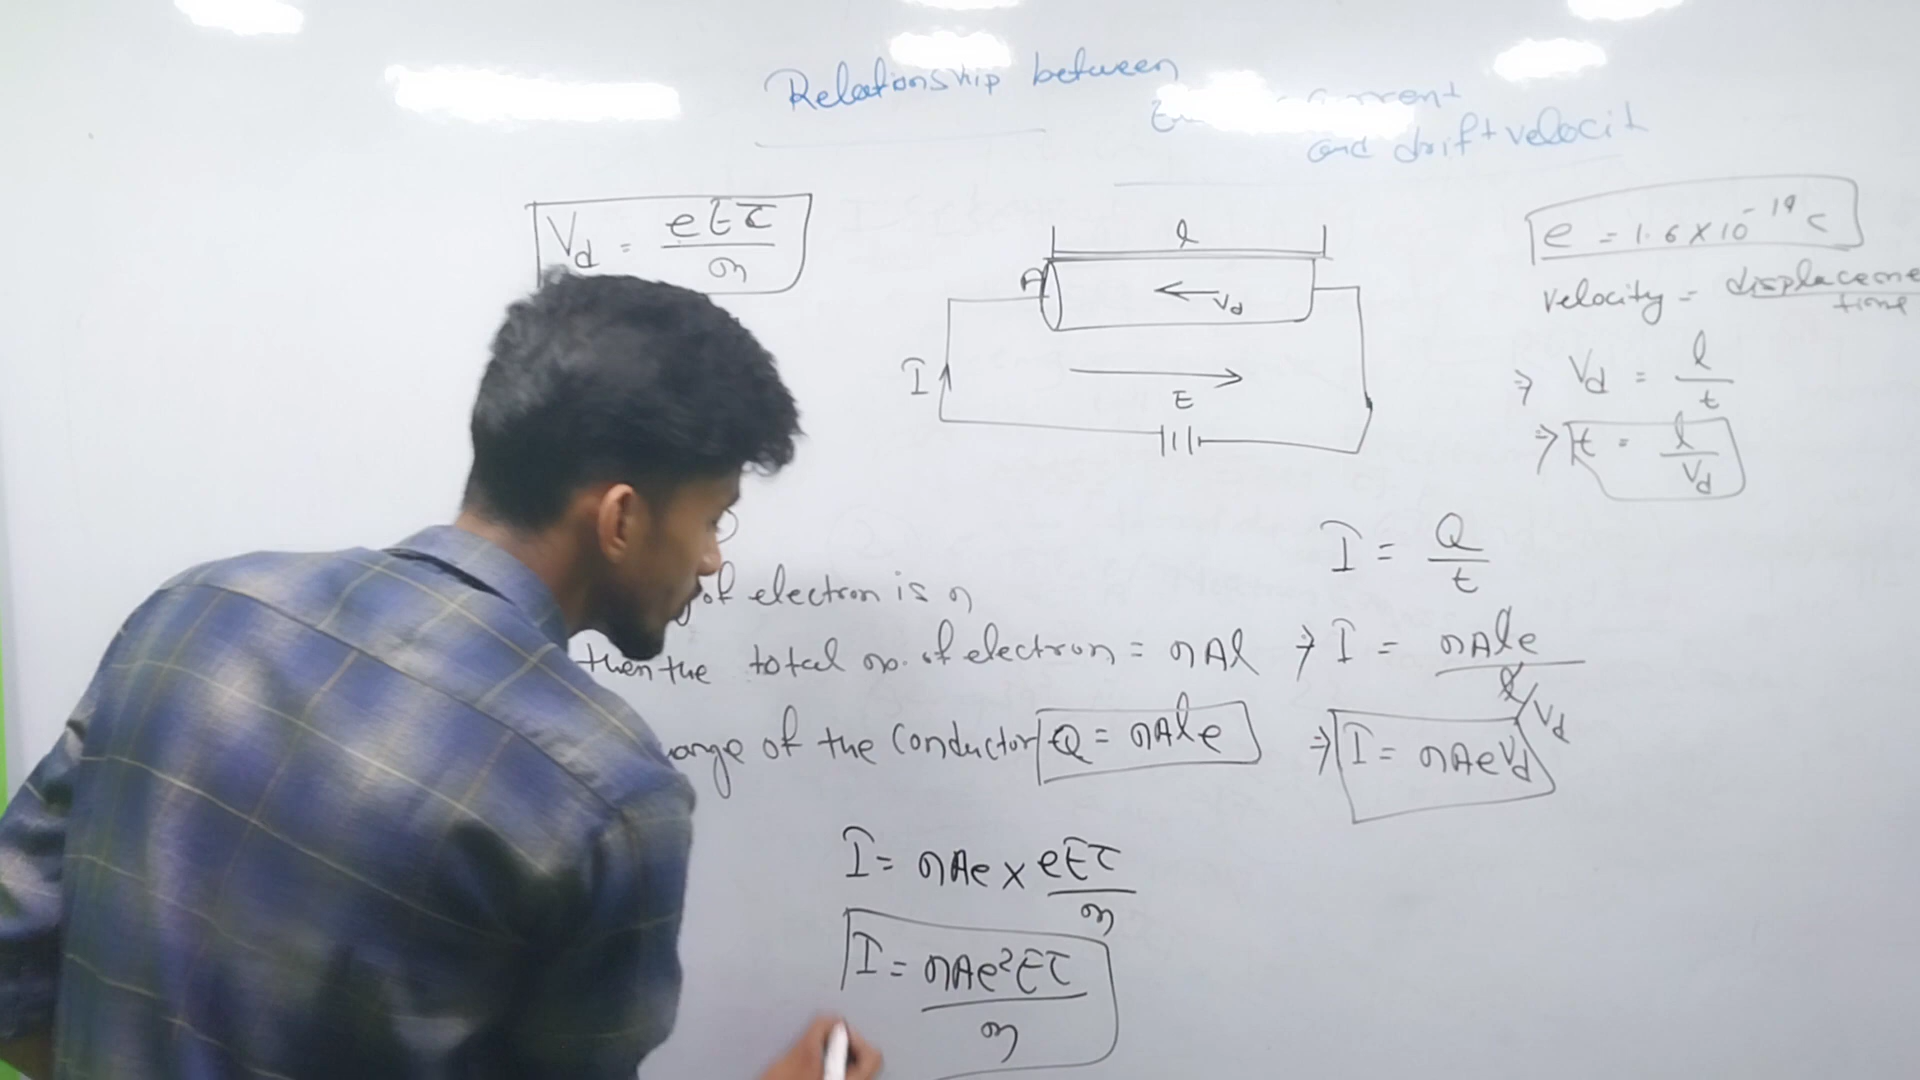 Relationship between
current
and drift velocit
Vd = eEτ/m
l
A
Vd
I
E
e = 1.6 × 10⁻¹⁹ c
velocity = displaceme
time
⇒ Vd = l/t
⇒ t = l/Vd
I = Q/t
of electron is n
then the total no. of electron = nAl
⇒ I = nAle / l/Vd
of the Conductor Q = nAle
⇒ I = nAeVd
I = nAe × eEτ/m
I = nAe²Eτ/m